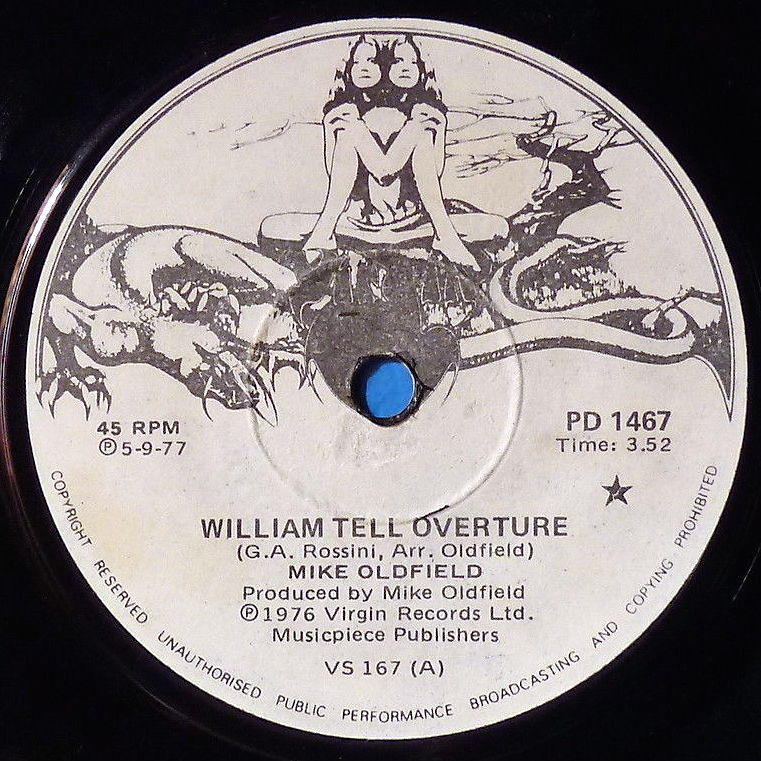 45 RPM
℗5-9-77
PD 1467
Time: 3.52
WILLIAM TELL OVERTURE
(G.A. Rossini, Arr. Oldfield)
MIKE OLDFIELD
Produced by Mike Oldfield
℗1976 Virgin Records Ltd.
Musicpiece Publishers
VS 167 (A)
COPYRIGHT RESERVED UNAUTHORISED PUBLIC PERFORMANCE BROADCASTING AND COPYING PROHIBITED